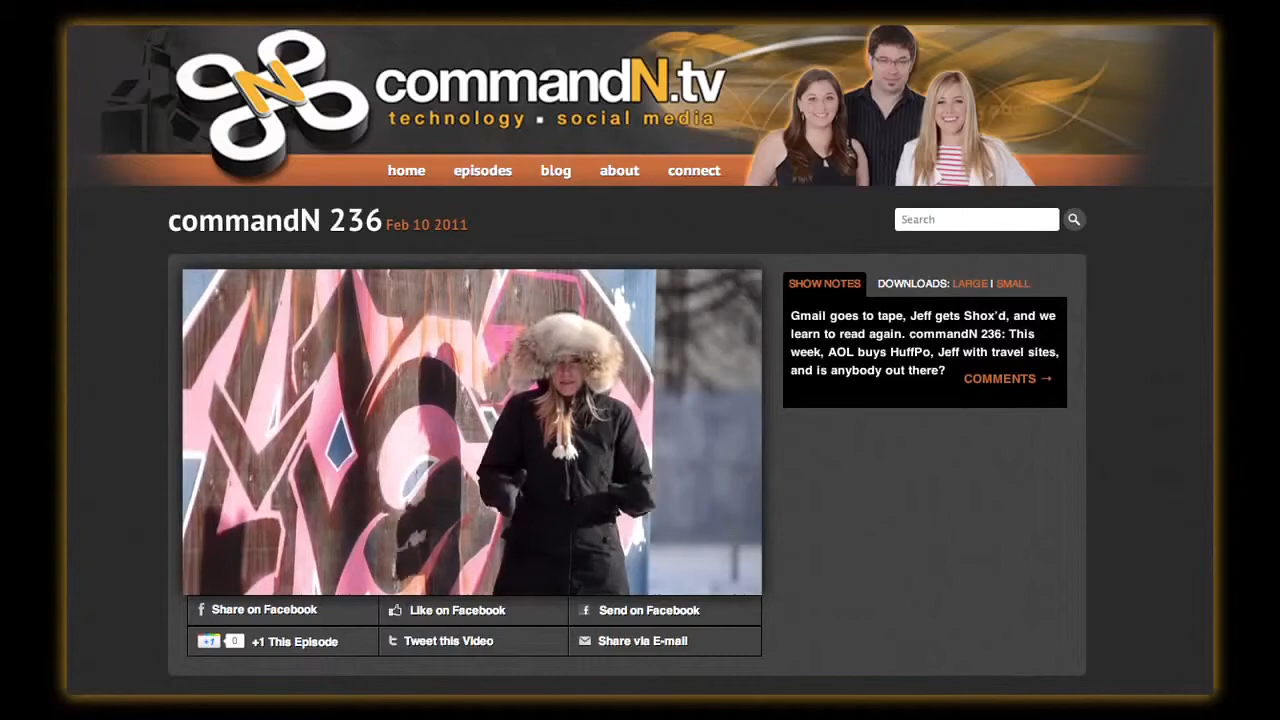 N
commandN.tv
technology ▪ social media
home episodes blog about connect
commandN 236 Feb 10 2011
Search
SHOW NOTES DOWNLOADS: LARGE | SMALL
Gmail goes to tape, Jeff gets Shox'd, and we
learn to read again. commandN 236: This
week, AOL buys HuffPo, Jeff with travel sites,
and is anybody out there?
COMMENTS →
Share on Facebook
Like on Facebook
Send on Facebook
+1 0 +1 This Episode
Tweet this Video
Share via E-mail